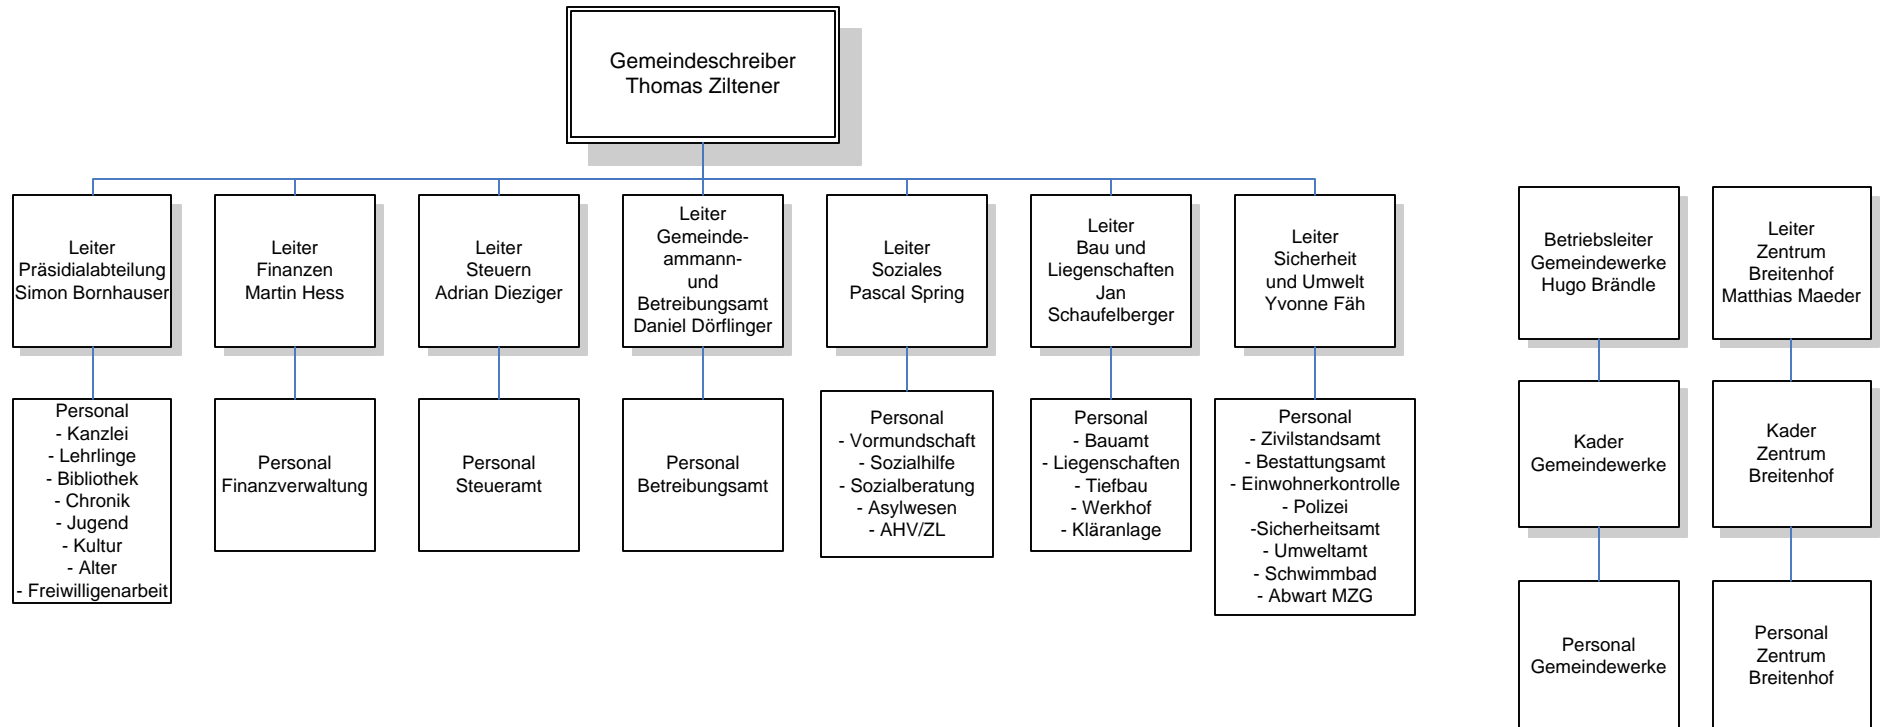 Gemeindeschreiber
Thomas Ziltener
Leiter
Präsidialabteilung
Simon Bornhauser
Leiter
Finanzen
Martin Hess
Leiter
Steuern
Adrian Dieziger
Leiter
Gemeinde-
ammann-
und
Betreibungsamt
Daniel Dörflinger
Leiter
Soziales
Pascal Spring
Leiter
Bau und
Liegenschaften
Jan
Schaufelberger
Leiter
Sicherheit
und Umwelt
Yvonne Fäh
Betriebsleiter
Gemeindewerke
Hugo Brändle
Leiter
Zentrum
Breitenhof
Matthias Maeder
Personal
- Kanzlei
- Lehrlinge
- Bibliothek
- Chronik
- Jugend
- Kultur
- Alter
- Freiwilligenarbeit
Personal
Finanzverwaltung
Personal
Steueramt
Personal
Betreibungsamt
Personal
- Vormundschaft
- Sozialhilfe
- Sozialberatung
- Asylwesen
- AHV/ZL
Personal
- Bauamt
- Liegenschaften
- Tiefbau
- Werkhof
- Kläranlage
Personal
- Zivilstandsamt
- Bestattungsamt
- Einwohnerkontrolle
- Polizei
-Sicherheitsamt
- Umweltamt
- Schwimmbad
- Abwart MZG
Kader
Gemeindewerke
Kader
Zentrum
Breitenhof
Personal
Gemeindewerke
Personal
Zentrum
Breitenhof